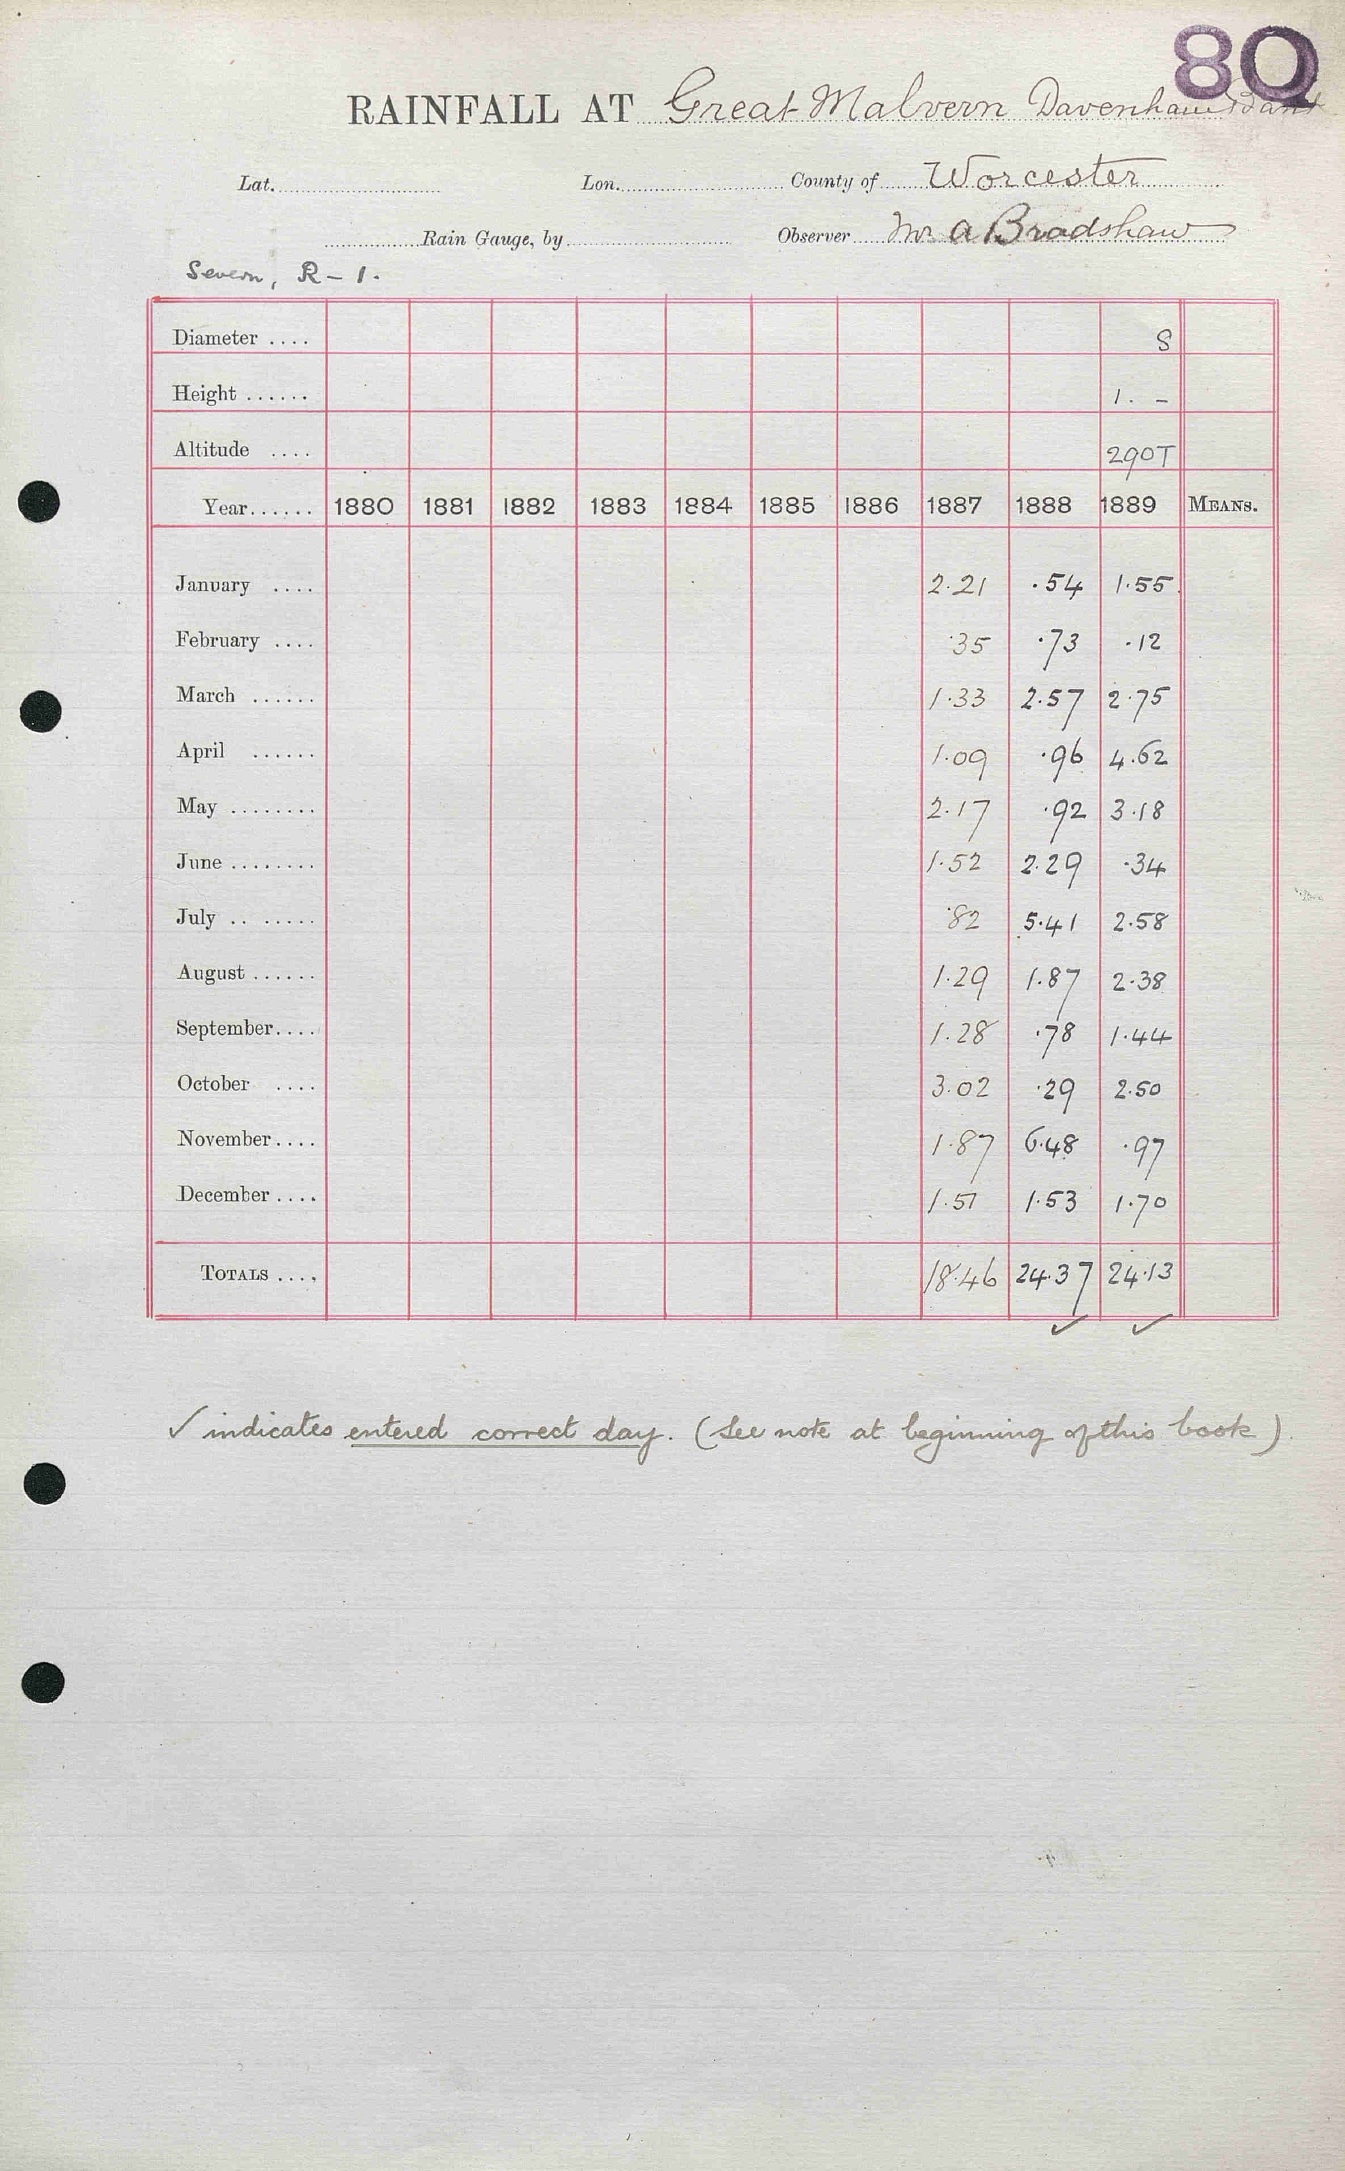 80
RAINFALL AT Great Malvern Davenham
Lat. Lon. County of Worcester
Rain Gauge, by Observer Mr A Bradshaw
Severn, R - 1.
Diameter .... 8
Height ...... 1. -
Altitude .... 290T
Year...... 1880 1881 1882 1883 1884 1885 1886 1887 1888 1889 MEANS.
January .... 2.21 .54 1.55
February .... .35 .73 .12
March ...... 1.33 2.57 2.75
April ...... 1.09 .96 4.62
May ........ 2.17 .92 3.18
June ........ 1.52 2.29 .34
July .. ...... .82 5.41 2.58
August ...... 1.29 1.87 2.38
September.... 1.28 .78 1.44
October .... 3.02 .29 2.50
November.... 1.87 6.48 .97
December .... 1.51 1.53 1.70
TOTALS .... 18.46 24.37 24.13
✓ ✓
✓ indicates entered correct day. (See note at beginning of this book)